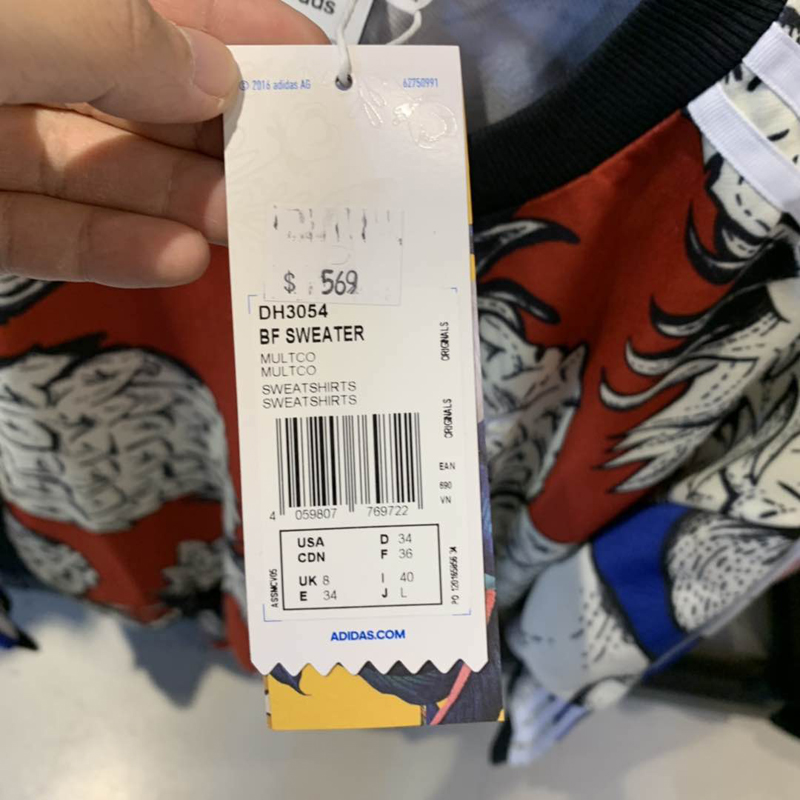 © 2016 adidas AG
62750991
$ 569
DH3054
BF SWEATER
MULTCO
MULTCO
SWEATSHIRTS
SWEATSHIRTS
ORIGINALS
ORIGINALS
EAN
690
VN
4 059807 769722
USA D 34
CDN F 36
UK 8 I 40
E 34 J L
ADIDAS.COM